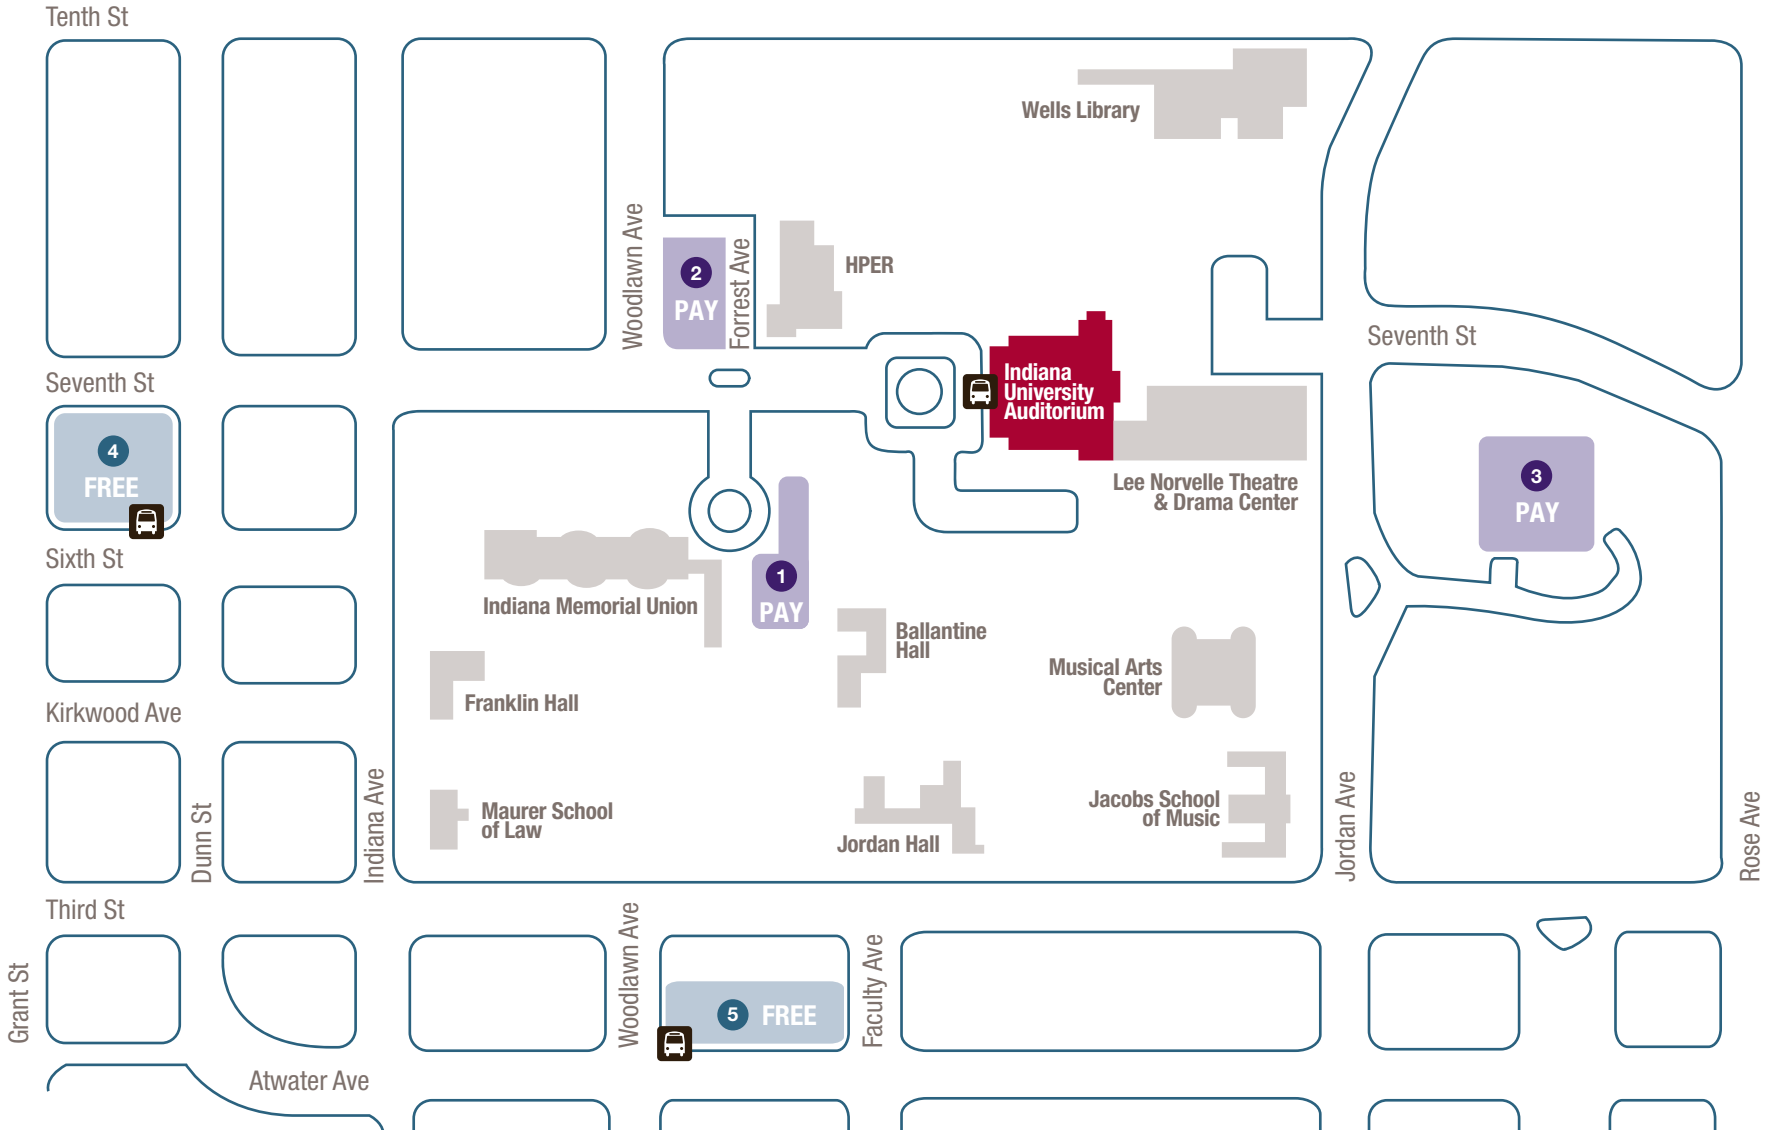 Tenth St
Wells Library
Woodlawn Ave
2
PAY
Forrest Ave
HPER
Seventh St
Seventh St
Indiana
University
Auditorium
4
FREE
Lee Norvelle Theatre
& Drama Center
3
PAY
Sixth St
1
PAY
Indiana Memorial Union
Ballantine
Hall
Musical Arts
Center
Franklin Hall
Kirkwood Ave
Dunn St
Indiana Ave
Maurer School
of Law
Jordan Hall
Jacobs School
of Music
Jordan Ave
Rose Ave
Third St
Grant St
Woodlawn Ave
5
FREE
Faculty Ave
Atwater Ave